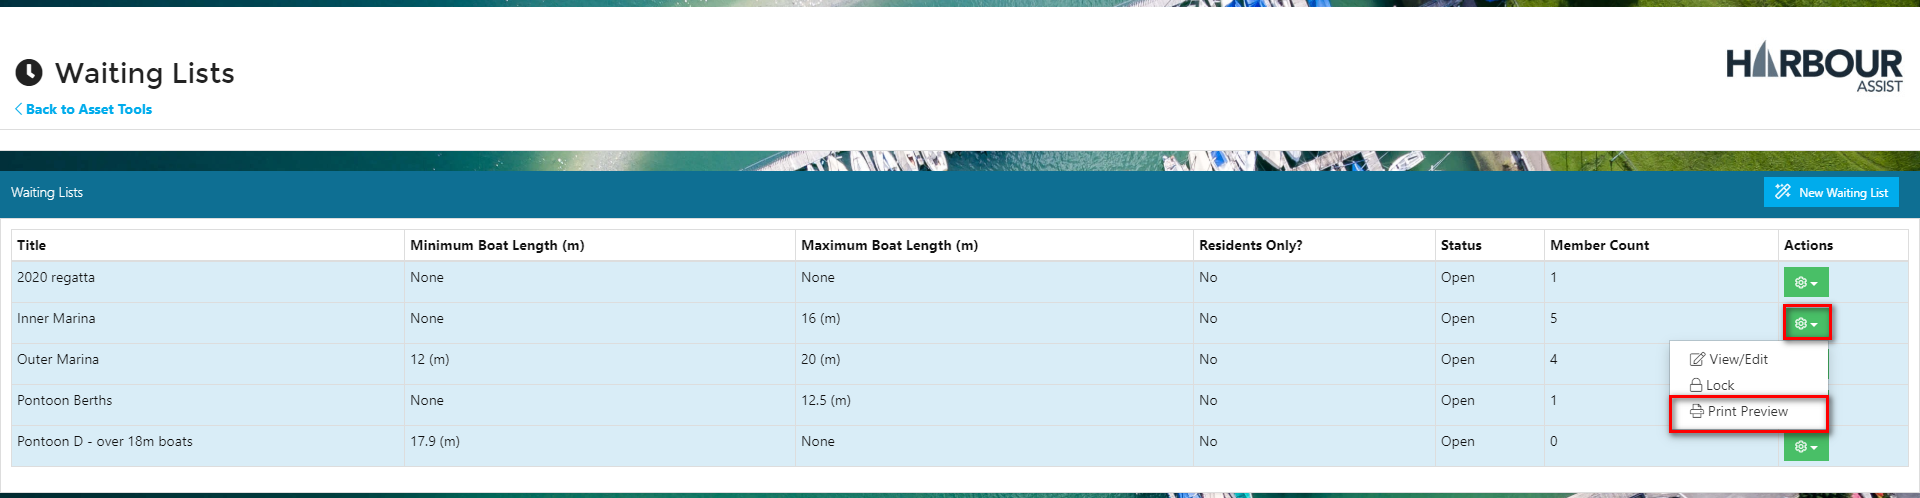 Waiting Lists
HARBOUR
ASSIST
Back to Asset Tools
Waiting Lists
New Waiting List
Title Minimum Boat Length (m) Maximum Boat Length (m) Residents Only? Status Member Count Actions
2020 regatta None None No Open 1
Inner Marina None 16 (m) No Open 5
Outer Marina 12 (m) 20 (m) No Open 4
View/Edit
Lock
Pontoon Berths None 12.5 (m) No Open 1
Print Preview
Pontoon D - over 18m boats 17.9 (m) None No Open 0